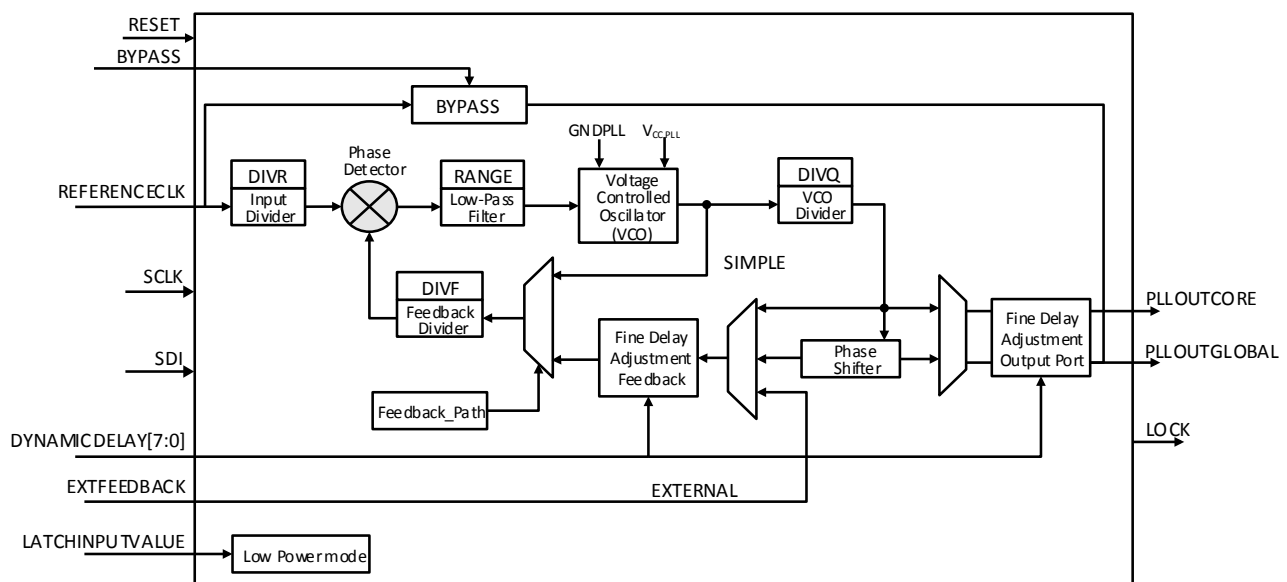 RESET
BYPASS
BYPASS
GNDPLL
VCCPLL
Phase
Detector
REFERENCECLK
DIVR
Input
Divider
RANGE
Low-Pass
Filter
Voltage
Controlled
Oscillator
(VCO)
DIVQ
VCO
Divider
SIMPLE
SCLK
DIVF
Feedback
Divider
Fine Delay
Adjustment
Feedback
Phase
Shifter
Fine Delay
Adjustment
Output Port
PLLOUTCORE
PLLOUTGLOBAL
SDI
Feedback_Path
DYNAMICDELAY[7:0]
LOCK
EXTFEEDBACK
EXTERNAL
LATCHINPUTVALUE
Low Power mode